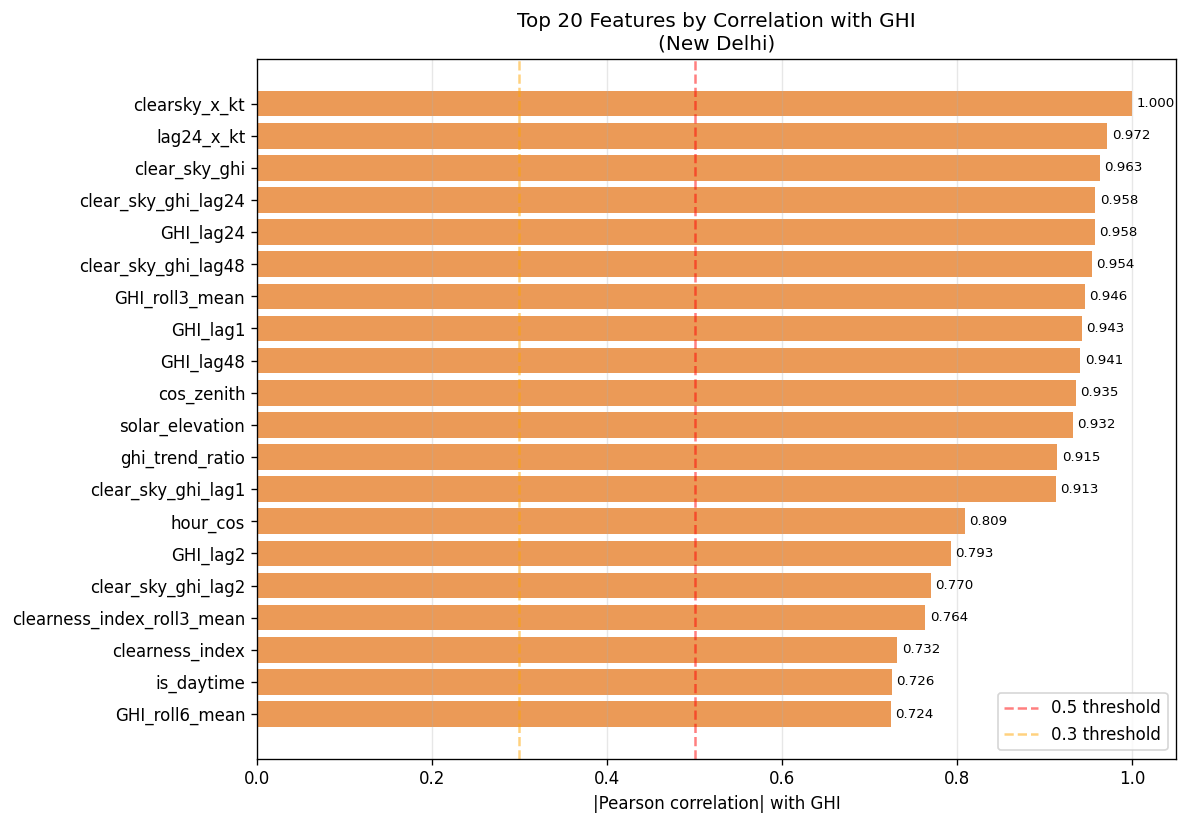 Top 20 Features by Correlation with GHI
(New Delhi)
clearsky_x_kt 1.000
lag24_x_kt 0.972
clear_sky_ghi 0.963
clear_sky_ghi_lag24 0.958
GHI_lag24 0.958
clear_sky_ghi_lag48 0.954
GHI_roll3_mean 0.946
GHI_lag1 0.943
GHI_lag48 0.941
cos_zenith 0.935
solar_elevation 0.932
ghi_trend_ratio 0.915
clear_sky_ghi_lag1 0.913
hour_cos 0.809
GHI_lag2 0.793
clear_sky_ghi_lag2 0.770
clearness_index_roll3_mean 0.764
clearness_index 0.732
is_daytime 0.726
GHI_roll6_mean 0.724
0.5 threshold
0.3 threshold
0.0 0.2 0.4 0.6 0.8 1.0
|Pearson correlation| with GHI